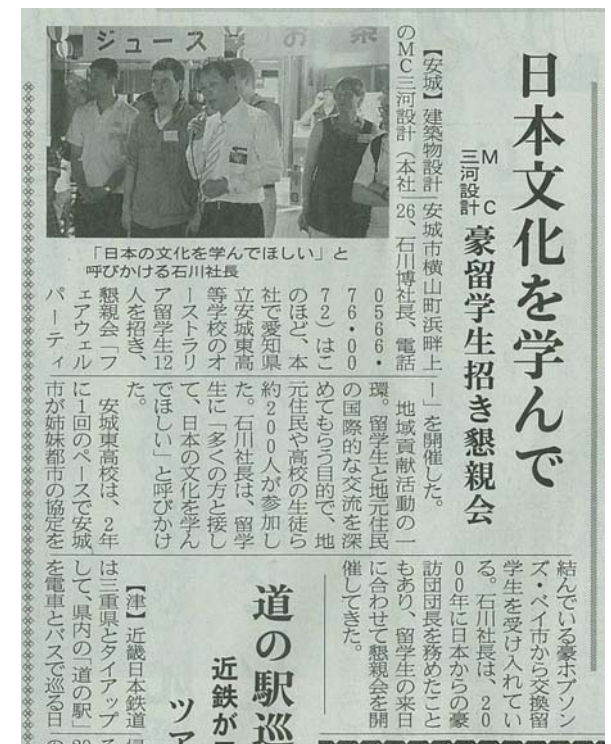 ジュース
お茶
日本文化を学んで
MC
三河設計
豪留学生招き懇親会
【安城】建築物設計
のMC三河設計(本社
安城市横山町浜畔上
26、石川博社長、電話
0566・
76・00
72)はこ
のほど、本
社で愛知県
立安城東高
等学校のオ
ーストラリ
ア留学生12
人を招き、
懇親会「フ
ェアウェル
パーティ
「日本の文化を学んでほしい」と
呼びかける石川社長
ー」を開催した。
地域貢献活動の一
環。留学生と地元住民
の国際的な交流を深
めてもらう目的で、地
元住民や高校の生徒ら
約200人が参加し
た。石川社長は、留学
生に「多くの方と接し
て、日本の文化を学ん
でほしい」と呼びかけ
た。
安城東高校は、2年
に1回のペースで安城
市が姉妹都市の協定を
結んでいる豪ホブソン
ズ・ベイ市から交換留
学生を受け入れてい
る。石川社長は、20
00年に日本からの豪
訪団団長を務めたこと
もあり、留学生の来日
に合わせて懇親会を開
催してきた。
道の駅巡
近鉄が
ツア
【津】近畿日本鉄道
は三重県とタイアップ
して、県内の「道の駅」
を電車とバスで巡る日